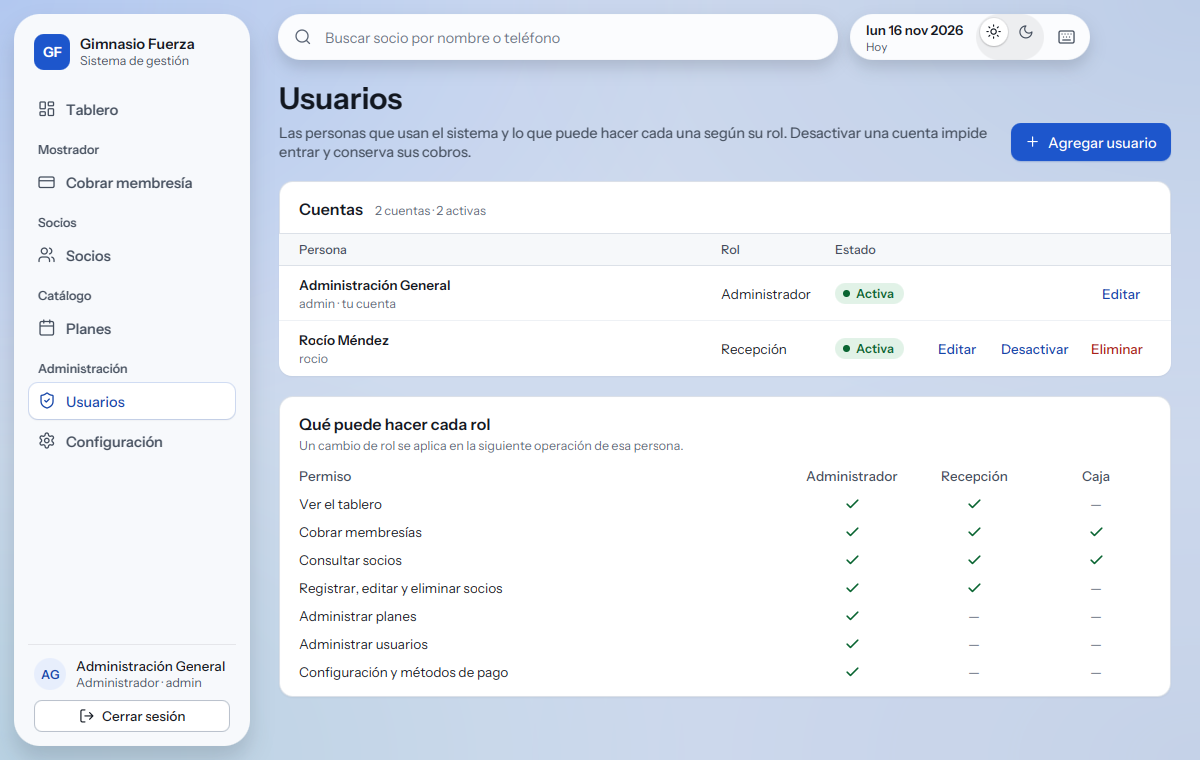 GF
Gimnasio Fuerza
Sistema de gestión
Tablero
Mostrador
Cobrar membresía
Socios
Socios
Catálogo
Planes
Administración
Usuarios
Configuración
AG
Administración General
Administrador · admin
Cerrar sesión
Buscar socio por nombre o teléfono
lun 16 nov 2026
Hoy
Usuarios
Las personas que usan el sistema y lo que puede hacer cada una según su rol. Desactivar una cuenta impide
entrar y conserva sus cobros.
+ Agregar usuario
Cuentas 2 cuentas · 2 activas
Persona Rol Estado
Administración General
admin · tu cuenta
Administrador Activa Editar
Rocío Méndez
rocio
Recepción Activa Editar Desactivar Eliminar
Qué puede hacer cada rol
Un cambio de rol se aplica en la siguiente operación de esa persona.
Permiso Administrador Recepción Caja
Ver el tablero ✓ ✓ –
Cobrar membresías ✓ ✓ ✓
Consultar socios ✓ ✓ ✓
Registrar, editar y eliminar socios ✓ ✓ –
Administrar planes ✓ – –
Administrar usuarios ✓ – –
Configuración y métodos de pago ✓ – –